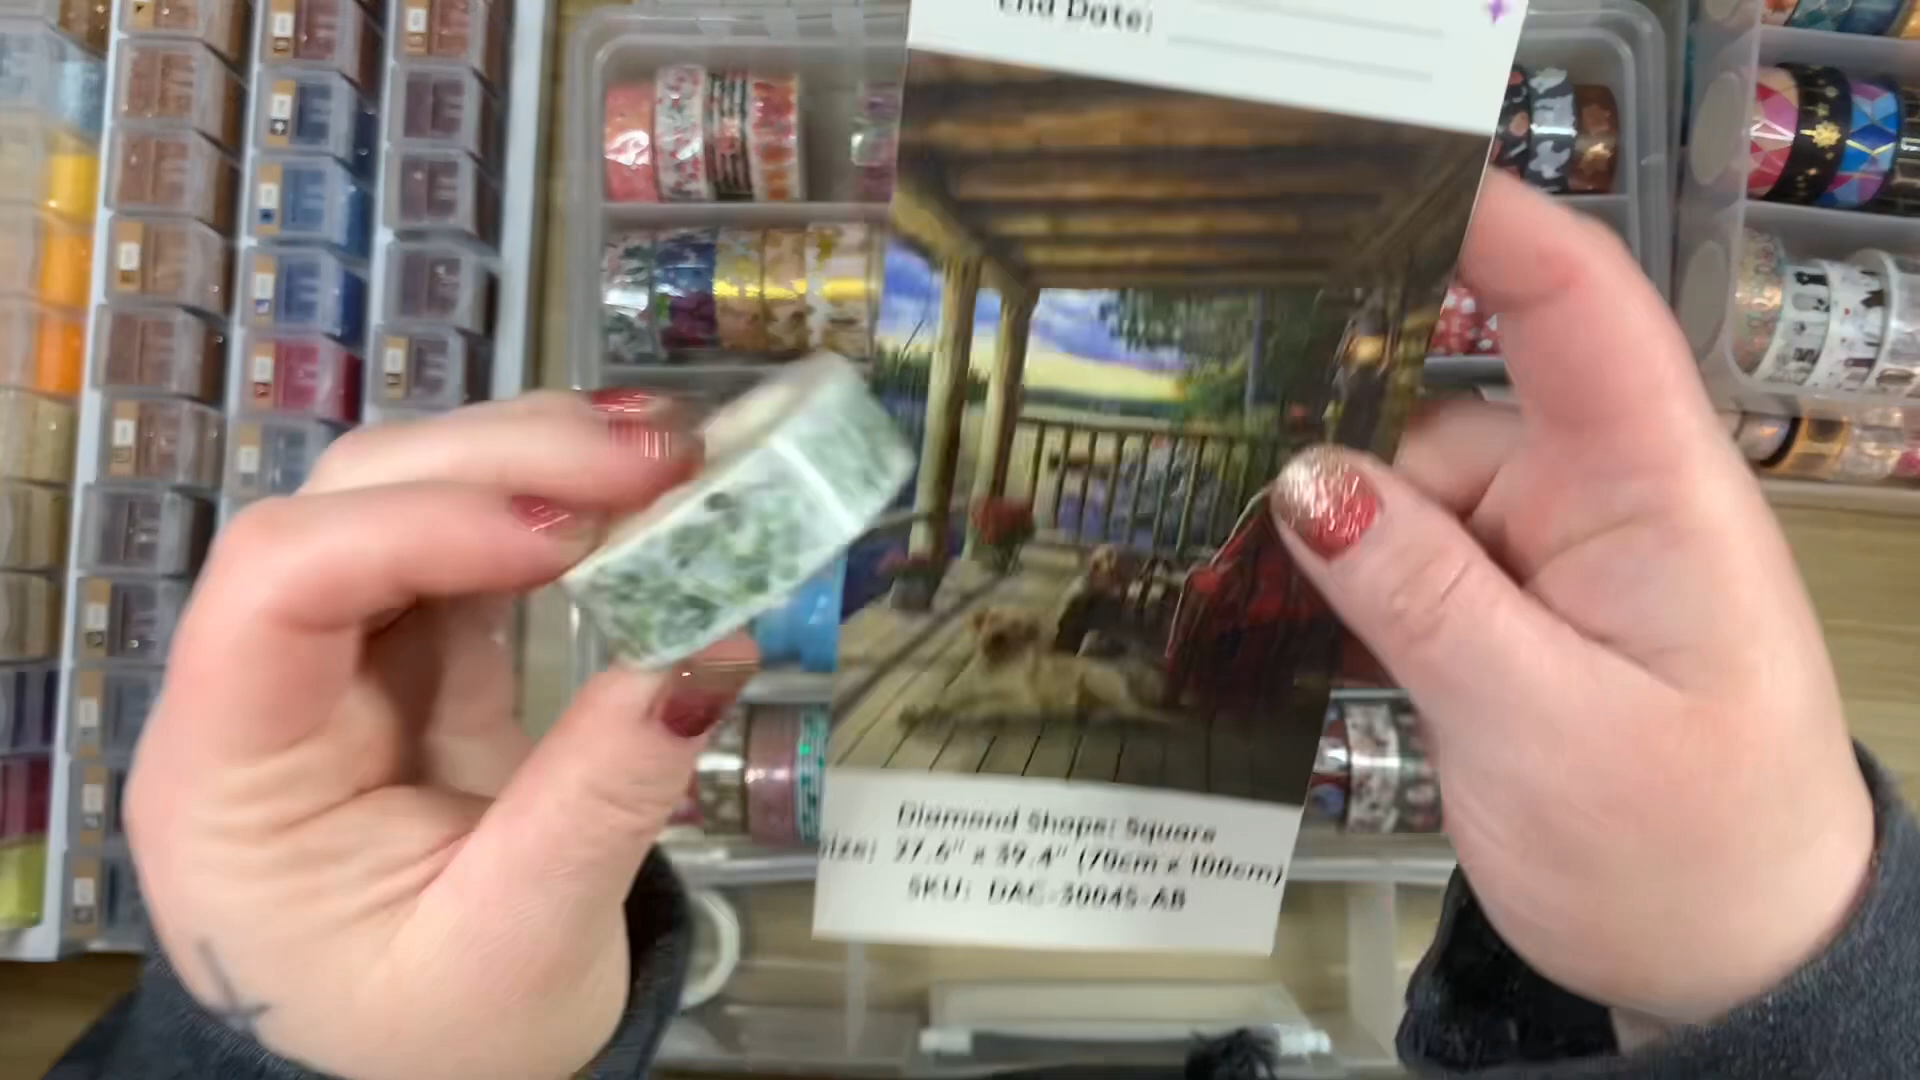 End Date:
Diamond Shape: Square
Size: 27.6" x 39.4" (70cm x 100cm)
SKU: DAC-30045-AB